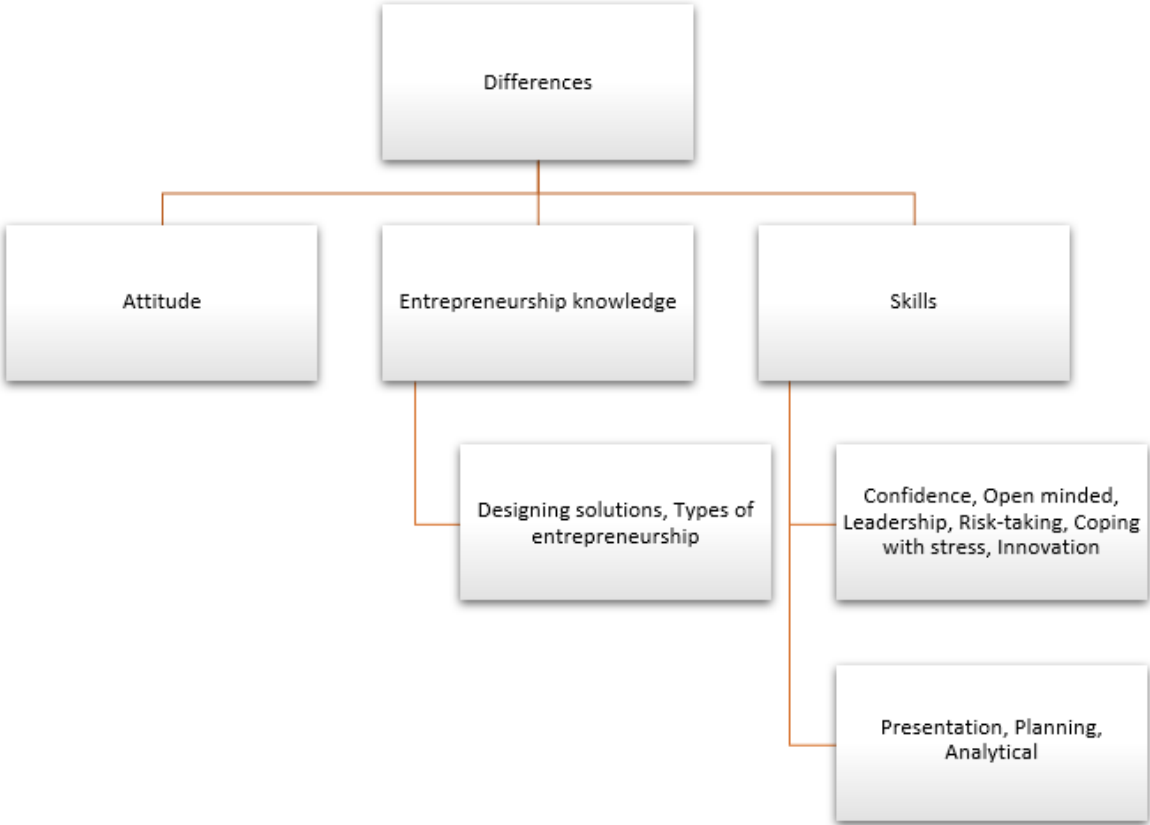 Differences
Attitude
Entrepreneurship knowledge
Skills
Designing solutions, Types of
entrepreneurship
Confidence, Open minded,
Leadership, Risk-taking, Coping
with stress, Innovation
Presentation, Planning,
Analytical